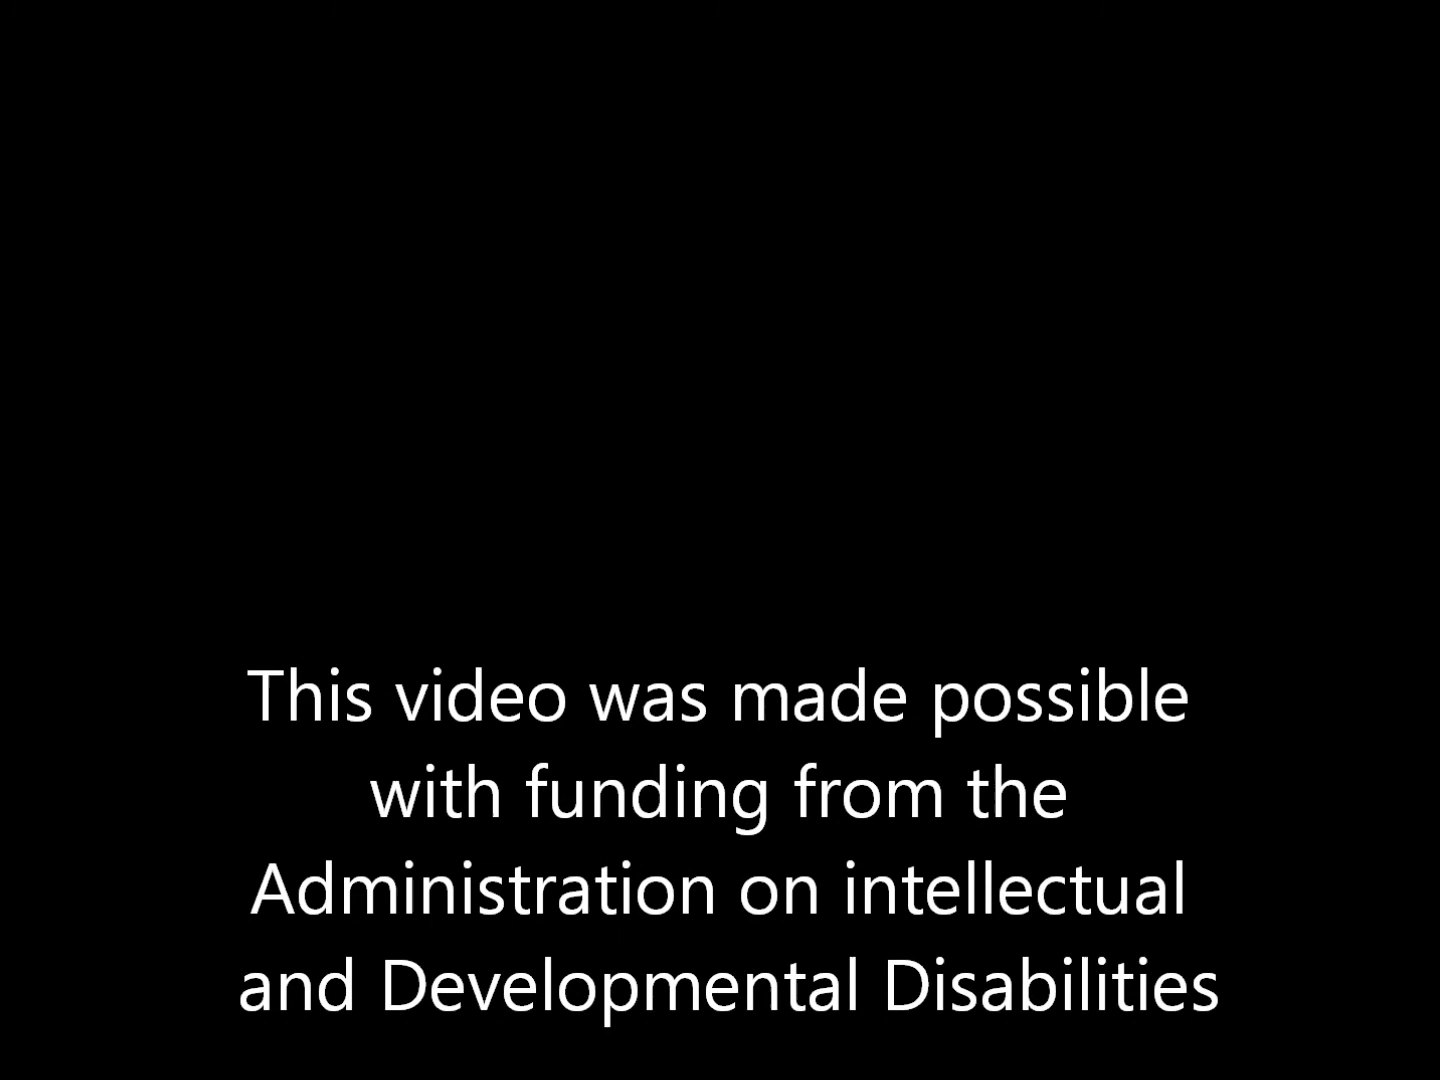 This video was made possible
with funding from the
Administration on intellectual
and Developmental Disabilities